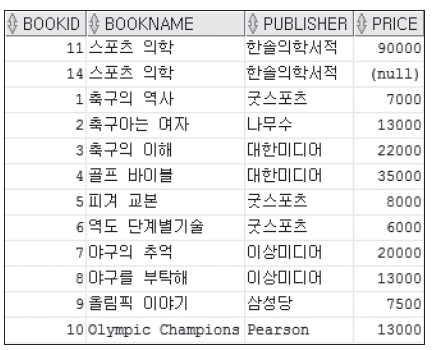 BOOKID BOOKNAME PUBLISHER PRICE
11 스포츠 의학 한솔의학서적 90000
14 스포츠 의학 한솔의학서적 (null)
1 축구의 역사 굿스포츠 7000
2 축구아는 여자 나무수 13000
3 축구의 이해 대한미디어 22000
4 골프 바이블 대한미디어 35000
5 피겨 교본 굿스포츠 8000
6 역도 단계별기술 굿스포츠 6000
7 야구의 추억 이상미디어 20000
8 야구를 부탁해 이상미디어 13000
9 올림픽 이야기 삼성당 7500
10 Olympic Champions Pearson 13000